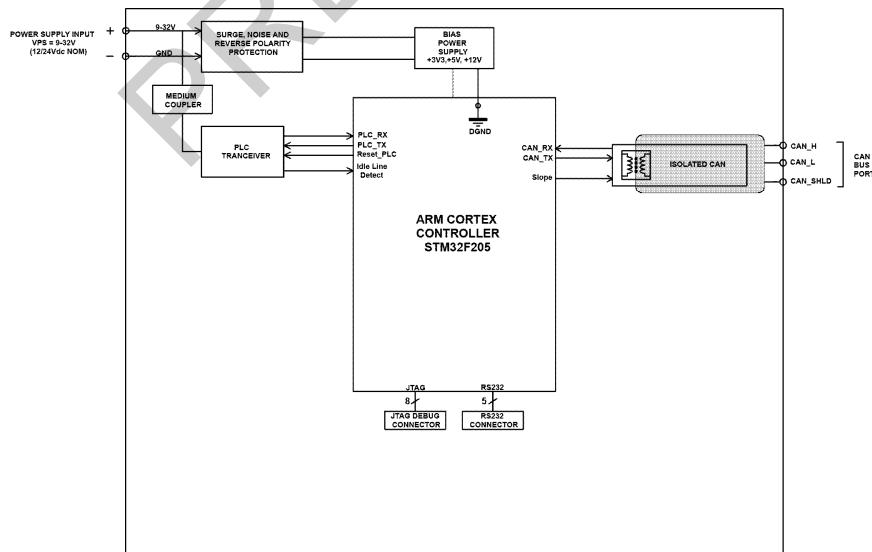 PRE
POWER SUPPLY INPUT
VPS = 9-32V
(12/24Vdc NOM)
+
9-32V
–
GND
SURGE, NOISE AND
REVERSE POLARITY
PROTECTION
BIAS
POWER
SUPPLY
+3V3,+5V, +12V
MEDIUM
COUPLER
DGND
PLC
TRANCEIVER
PLC_RX
PLC_TX
Reset_PLC
Idle Line
Detect
CAN_RX
CAN_TX
Slope
ISOLATED CAN
CAN_H
CAN_L
CAN_SHLD
CAN
BUS
PORT
ARM CORTEX
CONTROLLER
STM32F205
JTAG
RS232
8
5
JTAG DEBUG
CONNECTOR
RS232
CONNECTOR